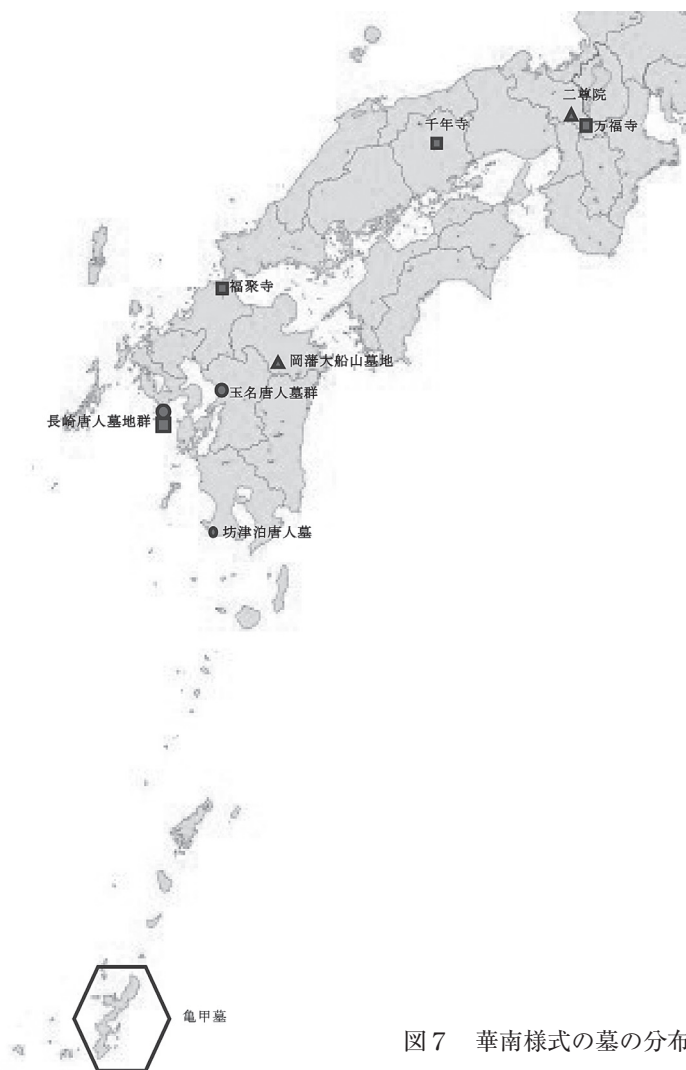 二尊院
千年寺
万福寺
福聚寺
岡藩大船山墓地
玉名唐人墓群
長崎唐人墓地群
坊津泊唐人墓
亀甲墓
図7 華南様式の墓の分布